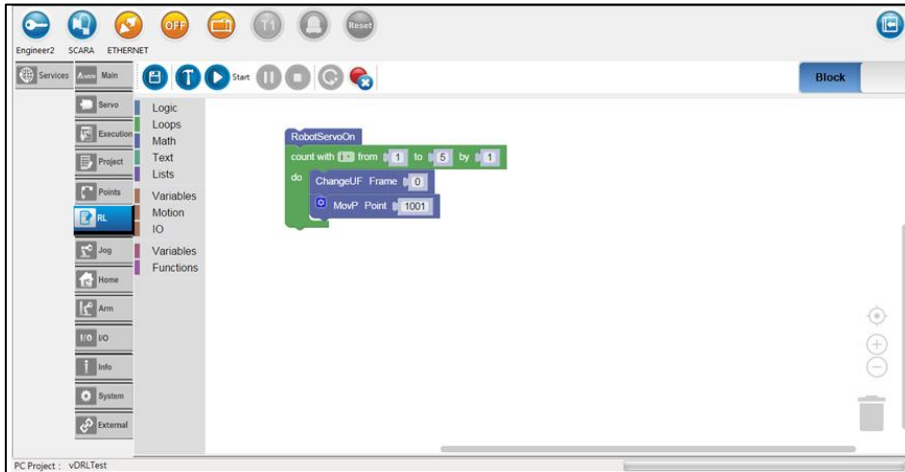 OFF
T1
Reset
Engineer2 SCARA ETHERNET
Services
Main
Start
Block
Servo
Execution
Project
Points
RL
Jog
Home
Arm
I/O I/O
Info
System
External
Logic
Loops
Math
Text
Lists
Variables
Motion
IO
Variables
Functions
RobotServoOn
count with i from 1 to 5 by 1
do ChangeUF Frame 0
MovP Point 1001
PC Project : vDRLTest